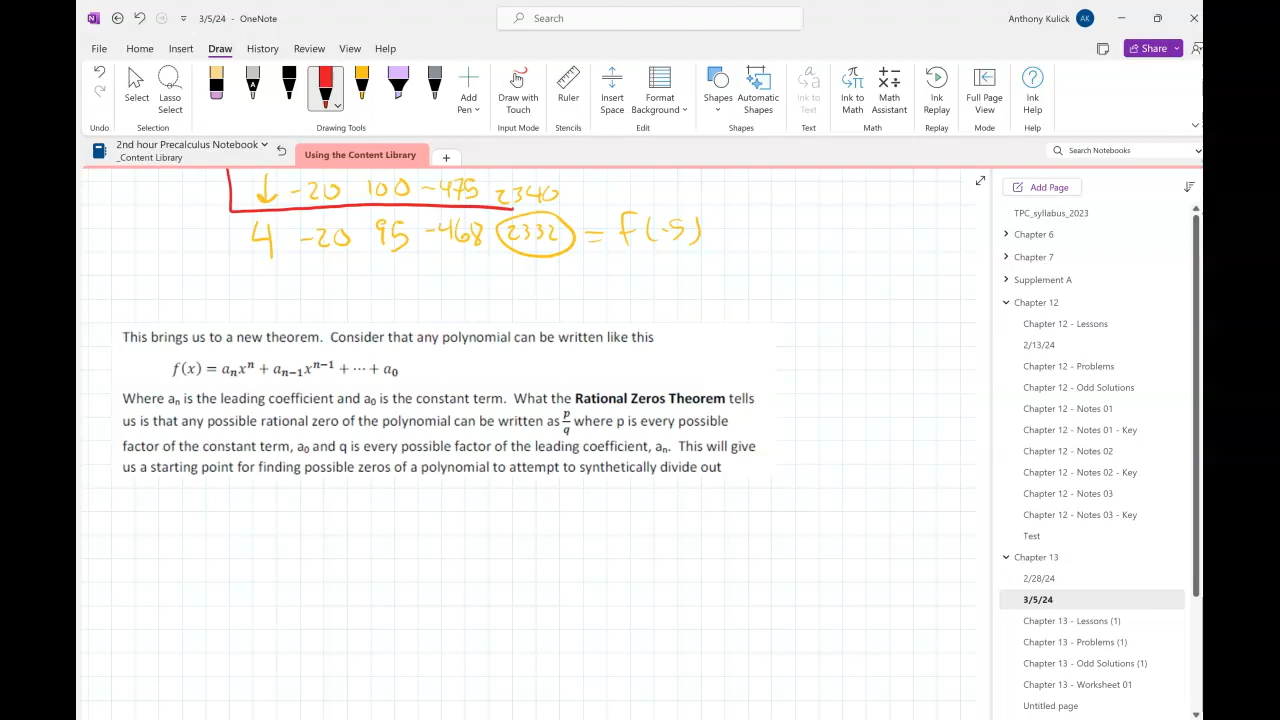 3/5/24 - OneNote
Search
Anthony Kulick
AK
File Home Insert Draw History Review View Help
Share
Select
Lasso Select
Add Pen
Draw with Touch
Ruler
Insert Space
Format Background
Shapes
Automatic Shapes
Ink to Text
Ink to Math
Math Assistant
Ink Replay
Full Page View
Ink Help
Undo Selection Drawing Tools Input Mode Stencils Edit Shapes Text Math Replay Mode Help
2nd hour Precalculus Notebook
_Content Library
Using the Content Library
+
Search Notebooks
↓ -20 100 -475 2340
4 -20 95 -468 2332 = f(-5)
This brings us to a new theorem. Consider that any polynomial can be written like this
f(x) = aₙxⁿ + aₙ₋₁xⁿ⁻¹ + ⋯ + a₀
Where aₙ is the leading coefficient and a₀ is the constant term. What the Rational Zeros Theorem tells
us is that any possible rational zero of the polynomial can be written as p/q where p is every possible
factor of the constant term, a₀ and q is every possible factor of the leading coefficient, aₙ. This will give
us a starting point for finding possible zeros of a polynomial to attempt to synthetically divide out
Add Page
TPC_syllabus_2023
Chapter 6
Chapter 7
Supplement A
Chapter 12
Chapter 12 - Lessons
2/13/24
Chapter 12 - Problems
Chapter 12 - Odd Solutions
Chapter 12 - Notes 01
Chapter 12 - Notes 01 - Key
Chapter 12 - Notes 02
Chapter 12 - Notes 02 - Key
Chapter 12 - Notes 03
Chapter 12 - Notes 03 - Key
Test
Chapter 13
2/28/24
3/5/24
Chapter 13 - Lessons (1)
Chapter 13 - Problems (1)
Chapter 13 - Odd Solutions (1)
Chapter 13 - Worksheet 01
Untitled page